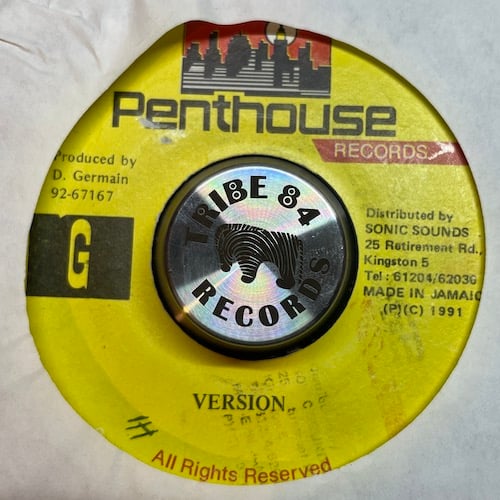 Penthouse
RECORDS
Produced by
D. Germain
92-67167
G
TRIBE 84
RECORDS
Distributed by
SONIC SOUNDS
25 Retirement Rd.,
Kingston 5
Tel: 61204/62036
MADE IN JAMAIC
(P)(C) 1991
VERSION
All Rights Reserved